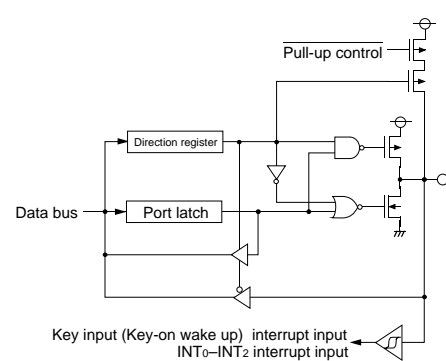 Pull-up control
Direction register
Data bus
Port latch
Key input (Key-on wake up) interrupt input
INT0–INT2 interrupt input